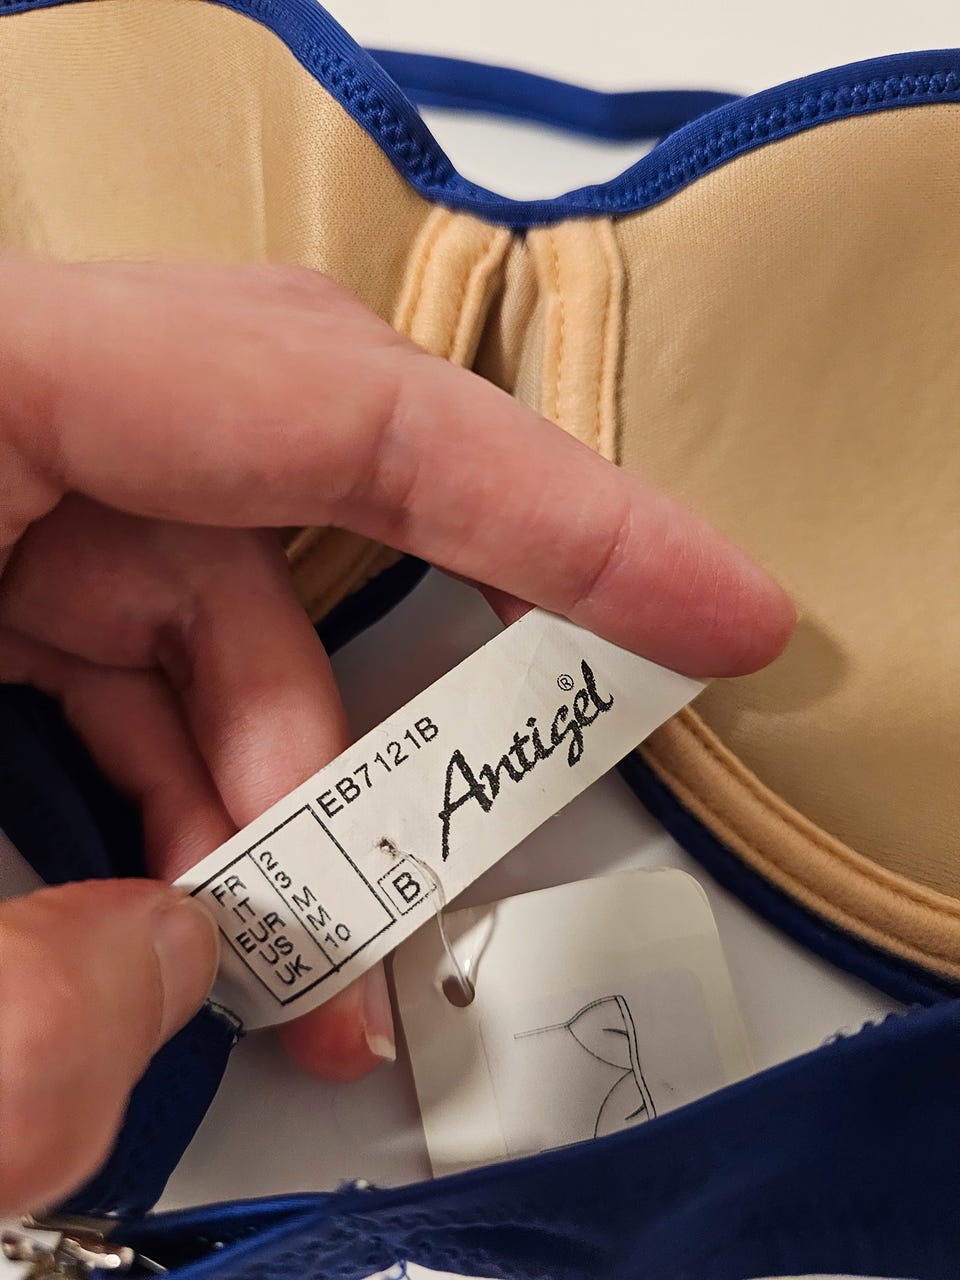 Antigel®
EB7121B
FR 2
IT 3
EUR M
US M
UK 10
B